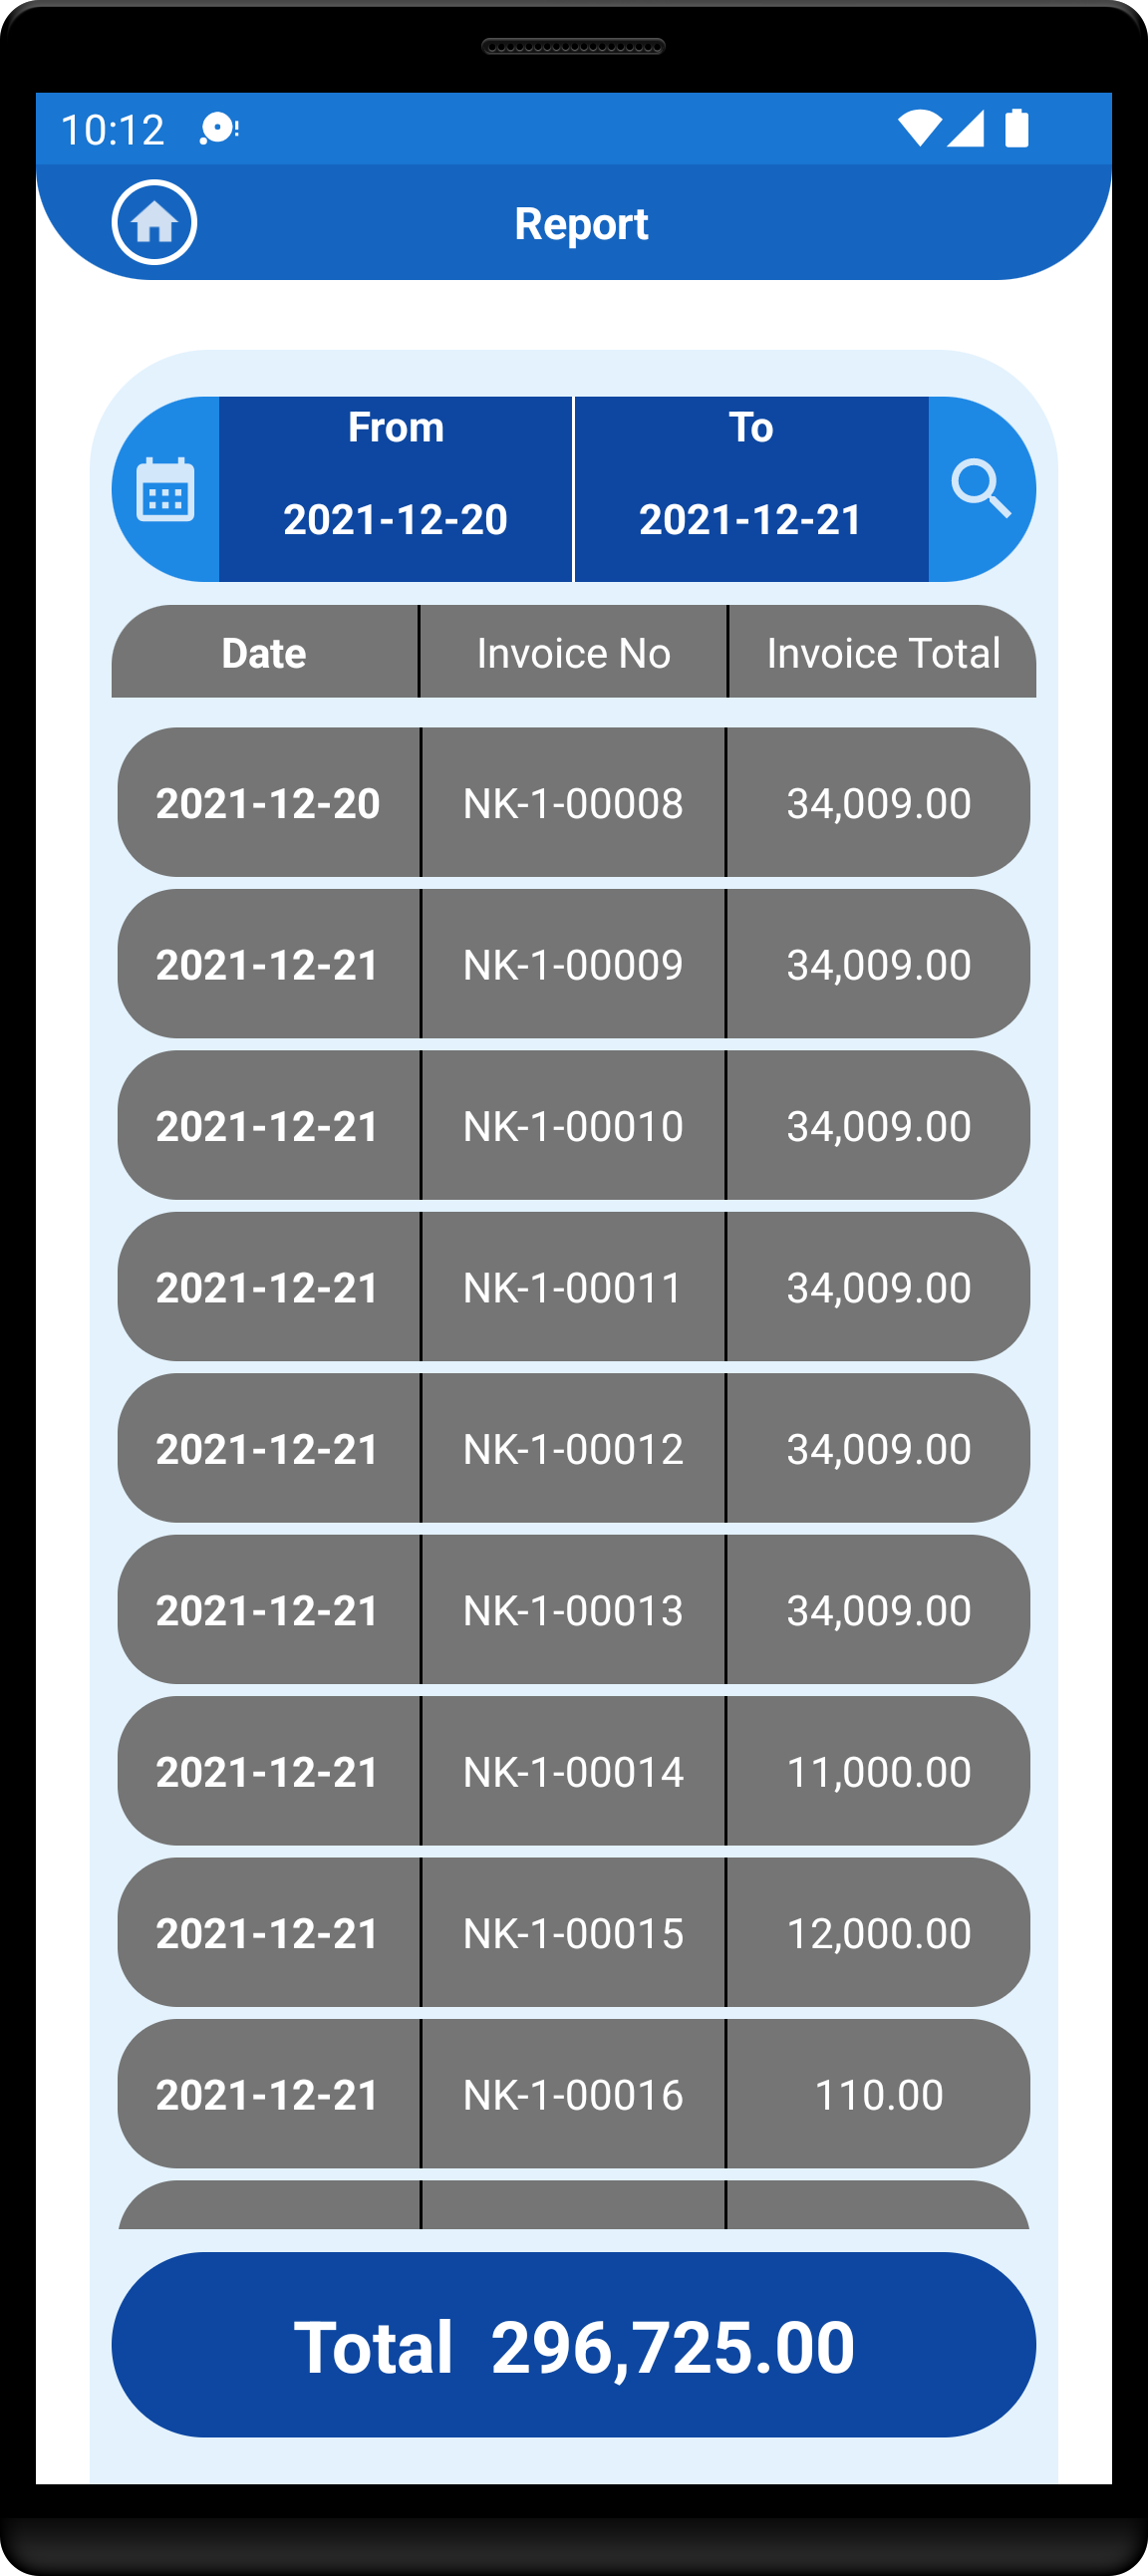 10:12
Report
From To
2021-12-20 2021-12-21
Date Invoice No Invoice Total
2021-12-20 NK-1-00008 34,009.00
2021-12-21 NK-1-00009 34,009.00
2021-12-21 NK-1-00010 34,009.00
2021-12-21 NK-1-00011 34,009.00
2021-12-21 NK-1-00012 34,009.00
2021-12-21 NK-1-00013 34,009.00
2021-12-21 NK-1-00014 11,000.00
2021-12-21 NK-1-00015 12,000.00
2021-12-21 NK-1-00016 110.00
Total 296,725.00